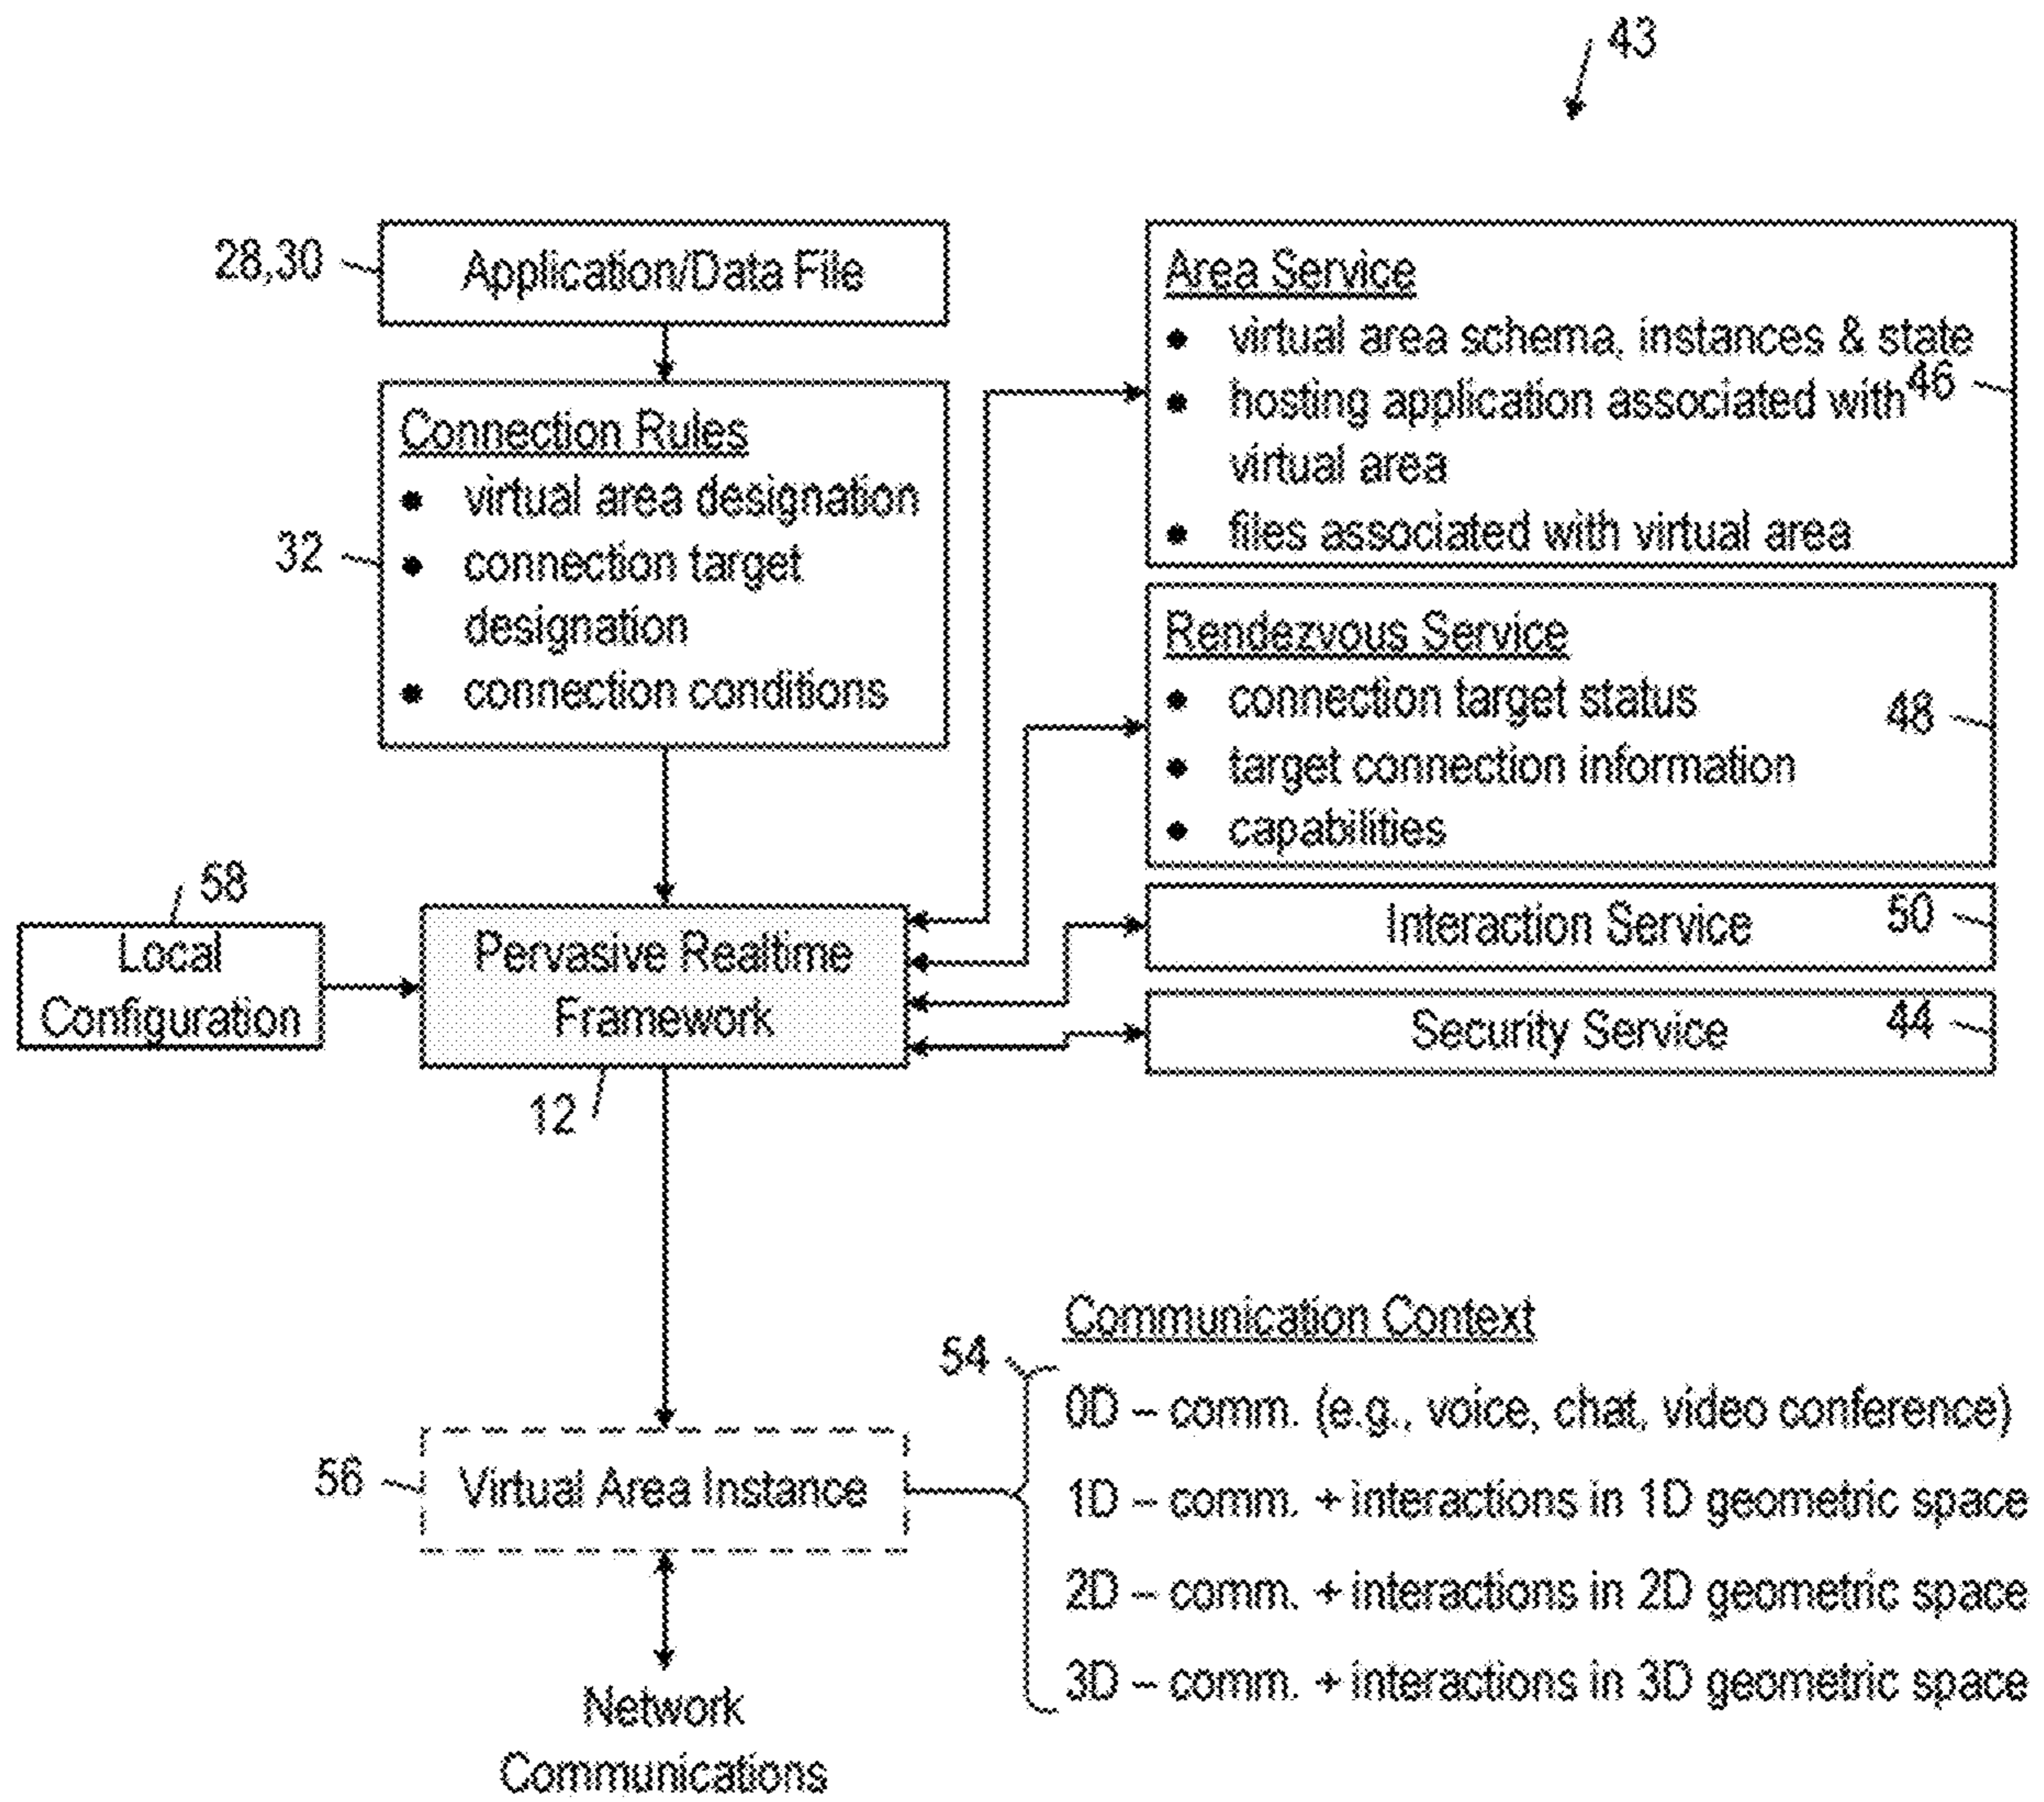 43
28,30
Application/Data File
Connection Rules
virtual area designation
connection target
designation
connection conditions
32
Area Service
virtual area schema, instances & state
hosting application associated with
virtual area
files associated with virtual area
46
Rendezvous Service
connection target status
target connection information
capabilities
48
58
Local
Configuration
Pervasive Realtime
Framework
12
Interaction Service
50
Security Service
44
Communication Context
54
0D – comm. (e.g., voice, chat, video conference)
1D – comm. + interactions in 1D geometric space
2D – comm. + interactions in 2D geometric space
3D – comm. + interactions in 3D geometric space
56
Virtual Area Instance
Network
Communications